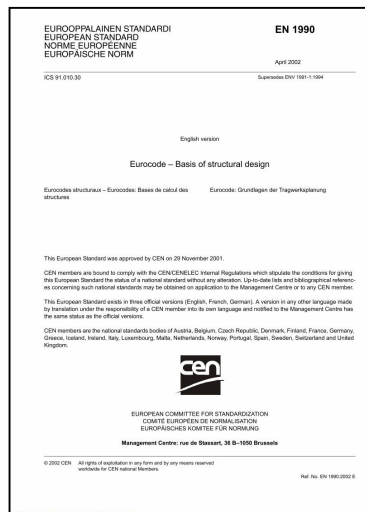 EUROOPPALAINEN STANDARDI
EUROPEAN STANDARD
NORME EUROPÉENNE
EUROPÄISCHE NORM
EN 1990
April 2002
ICS 91.010.30
Supersedes ENV 1991-1:1994
English version
Eurocode – Basis of structural design
Eurocodes structuraux – Eurocodes: Bases de calcul des
structures
Eurocode: Grundlagen der Tragwerksplanung
This European Standard was approved by CEN on 29 November 2001.
CEN members are bound to comply with the CEN/CENELEC Internal Regulations which stipulate the conditions for giving
this European Standard the status of a national standard without any alteration. Up-to-date lists and bibliographical referenc-
es concerning such national standards may be obtained on application to the Management Centre or to any CEN member.
This European Standard exists in three official versions (English, French, German). A version in any other language made
by translation under the responsibility of a CEN member into its own language and notified to the Management Centre has
the same status as the official versions.
CEN members are the national standards bodies of Austria, Belgium, Czech Republic, Denmark, Finland, France, Germany,
Greece, Iceland, Ireland, Italy, Luxembourg, Malta, Netherlands, Norway, Portugal, Spain, Sweden, Switzerland and United
Kingdom.
cen
EUROPEAN COMMITTEE FOR STANDARDIZATION
COMITÉ EUROPÉEN DE NORMALISATION
EUROPÄISCHES KOMITEE FÜR NORMUNG
Management Centre: rue de Stassart, 36 B–1050 Brussels
© 2002 CEN All rights of exploitation in any form and by any means reserved
worldwide for CEN national Members.
Ref. No. EN 1990:2002 E